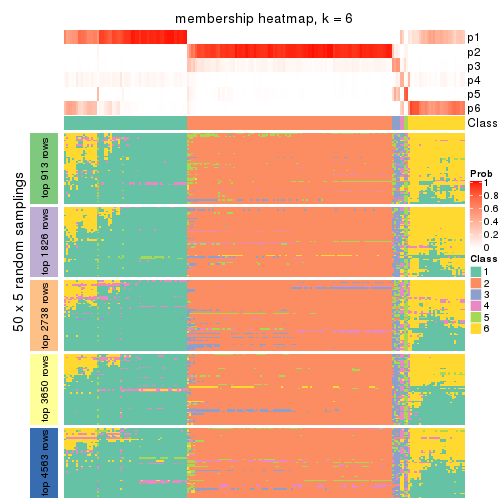 membership heatmap, k = 6
p1
p2
p3
p4
p5
p6
Class
50 x 5 random samplings
top 913 rows
top 1826 rows
top 2738 rows
top 3650 rows
top 4563 rows
Prob
1
0.8
0.6
0.4
0.2
0
Class
1
2
3
4
5
6